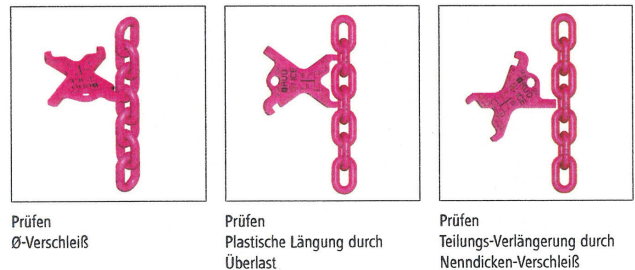 Prüfen
Ø-Verschleiß
Prüfen
Plastische Längung durch
Überlast
Prüfen
Teilungs-Verlängerung durch
Nenndicken-Verschleiß